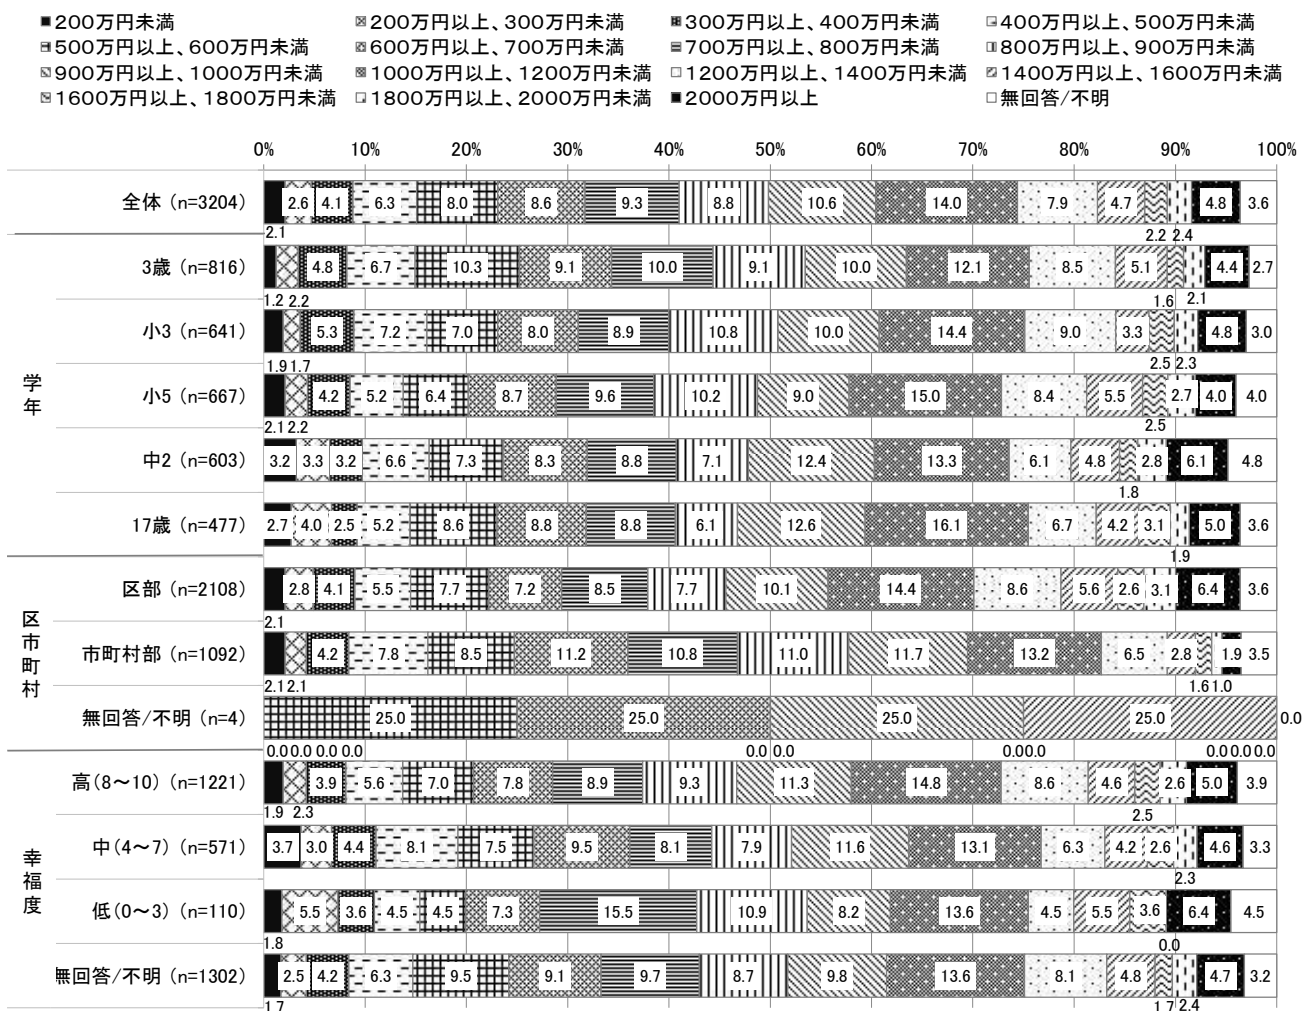 ■200万円未満 200万円以上、300万円未満 300万円以上、400万円未満 400万円以上、500万円未満
500万円以上、600万円未満 600万円以上、700万円未満 700万円以上、800万円未満 800万円以上、900万円未満
900万円以上、1000万円未満 1000万円以上、1200万円未満 1200万円以上、1400万円未満 1400万円以上、1600万円未満
1600万円以上、1800万円未満 1800万円以上、2000万円未満 2000万円以上 無回答/不明
0% 10% 20% 30% 40% 50% 60% 70% 80% 90% 100%
全体 (n=3204) 2.6 4.1 6.3 8.0 8.6 9.3 8.8 10.6 14.0 7.9 4.7 4.8 3.6
2.1 2.2 2.4
学年
3歳 (n=816) 4.8 6.7 10.3 9.1 10.0 9.1 10.0 12.1 8.5 5.1 4.4 2.7
1.2 2.2 1.6 2.1
小3 (n=641) 5.3 7.2 7.0 8.0 8.9 10.8 10.0 14.4 9.0 3.3 4.8 3.0
1.9 1.7 2.5 2.3
小5 (n=667) 4.2 5.2 6.4 8.7 9.6 10.2 9.0 15.0 8.4 5.5 2.7 4.0 4.0
2.1 2.2 2.5
中2 (n=603) 3.2 3.3 3.2 6.6 7.3 8.3 8.8 7.1 12.4 13.3 6.1 4.8 2.8 6.1 4.8
1.8
17歳 (n=477) 2.7 4.0 2.5 5.2 8.6 8.8 8.8 6.1 12.6 16.1 6.7 4.2 3.1 5.0 3.6
1.9
区市町村
区部 (n=2108) 2.8 4.1 5.5 7.7 7.2 8.5 7.7 10.1 14.4 8.6 5.6 2.6 3.1 6.4 3.6
2.1
市町村部 (n=1092) 4.2 7.8 8.5 11.2 10.8 11.0 11.7 13.2 6.5 2.8 1.9 3.5
2.1 2.1 1.6 1.0
無回答/不明 (n=4) 25.0 25.0 25.0 25.0 0.0
0.0 0.0 0.0 0.0 0.0 0.0 0.0 0.0 0.0 0.0 0.0
幸福度
高(8～10) (n=1221) 3.9 5.6 7.0 7.8 8.9 9.3 11.3 14.8 8.6 4.6 2.6 5.0 3.9
1.9 2.3 2.5
中(4～7) (n=571) 3.7 3.0 4.4 8.1 7.5 9.5 8.1 7.9 11.6 13.1 6.3 4.2 2.6 4.6 3.3
2.3
低(0～3) (n=110) 5.5 3.6 4.5 4.5 7.3 15.5 10.9 8.2 13.6 4.5 5.5 3.6 6.4 4.5
1.8 0.0
無回答/不明 (n=1302) 2.5 4.2 6.3 9.5 9.1 9.7 8.7 9.8 13.6 8.1 4.8 4.7 3.2
1.7 1.7 2.4